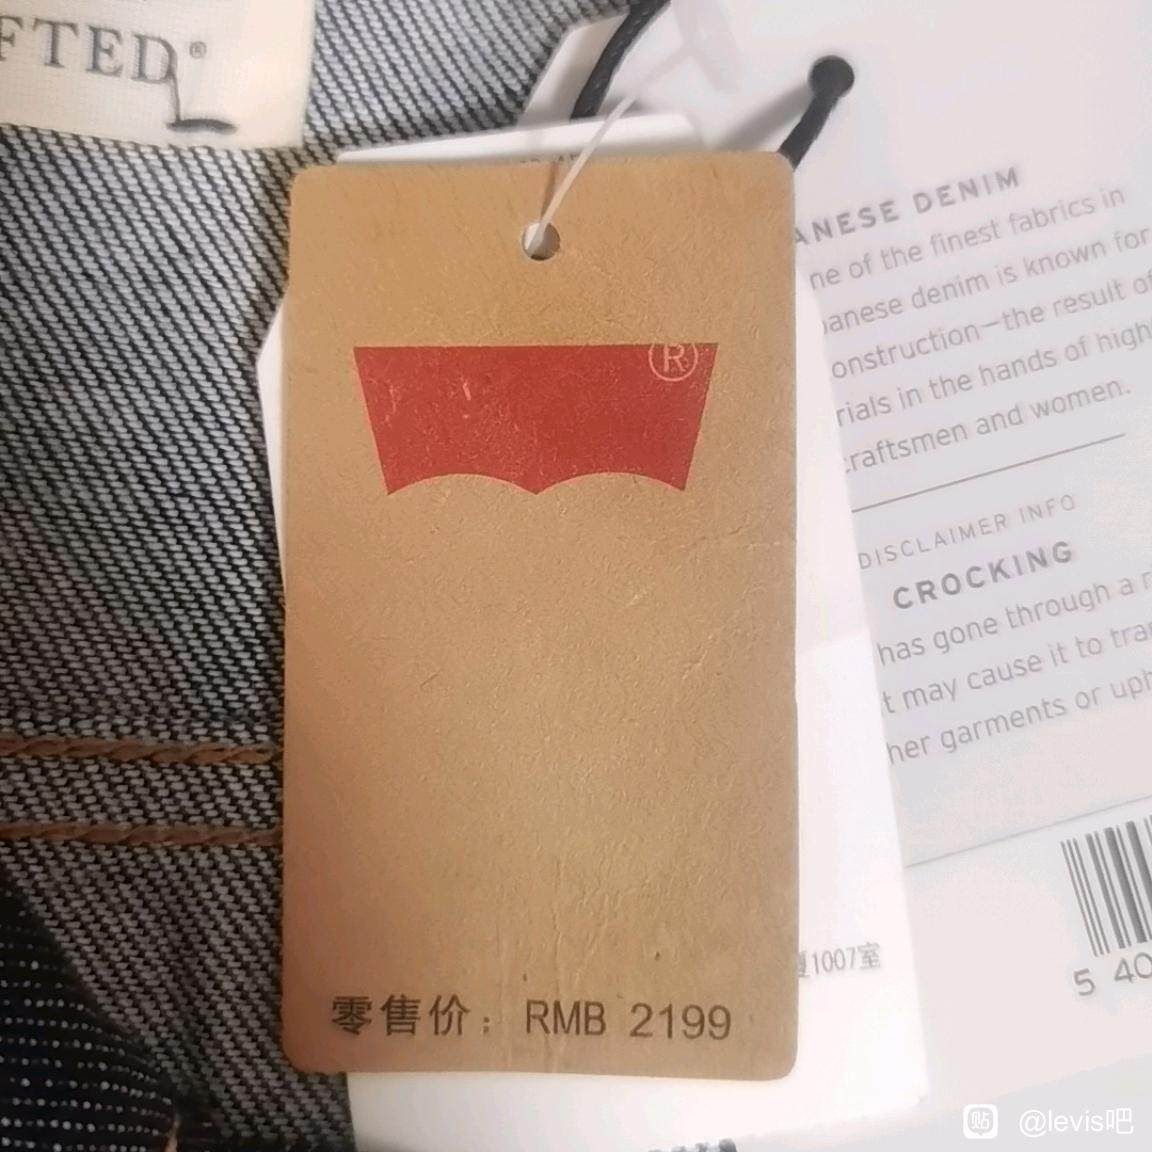 FTED®
L
®
ANESE DENIM
ne of the finest fabrics in
panese denim is known for
onstruction—the result of
rials in the hands of high
craftsmen and women.
DISCLAIMER INFO
CROCKING
has gone through a r
t may cause it to tra
her garments or uph
厦1007室
5 40
零售价：RMB 2199
贴 @levis吧